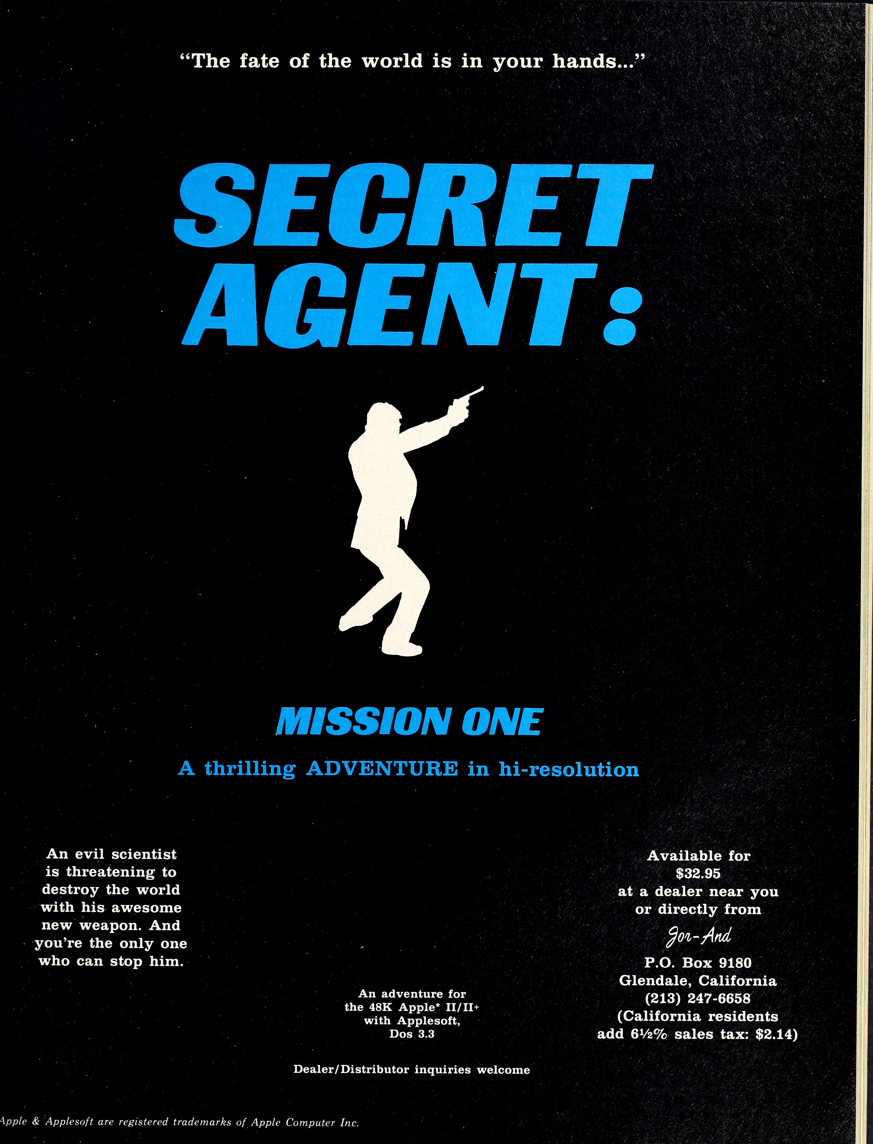 “The fate of the world is in your hands...”
SECRET
AGENT:
MISSION ONE
A thrilling ADVENTURE in hi-resolution
An evil scientist
is threatening to
destroy the world
with his awesome
new weapon. And
you’re the only one
who can stop him.
An adventure for
the 48K Apple* II/II+
with Applesoft,
Dos 3.3
Dealer/Distributor inquiries welcome
Available for
$32.95
at a dealer near you
or directly from
Jor-And
P.O. Box 9180
Glendale, California
(213) 247-6658
(California residents
add 6½% sales tax: $2.14)
Apple & Applesoft are registered trademarks of Apple Computer Inc.